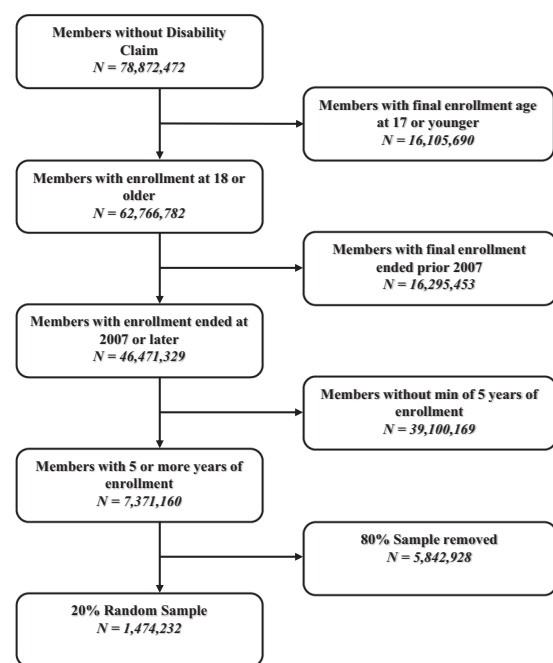 Members without Disability
Claim
N = 78,872,472
Members with final enrollment age
at 17 or younger
N = 16,105,690
Members with enrollment at 18 or
older
N = 62,766,782
Members with final enrollment
ended prior 2007
N = 16,295,453
Members with enrollment ended at
2007 or later
N = 46,471,329
Members without min of 5 years of
enrollment
N = 39,100,169
Members with 5 or more years of
enrollment
N = 7,371,160
80% Sample removed
N = 5,842,928
20% Random Sample
N = 1,474,232